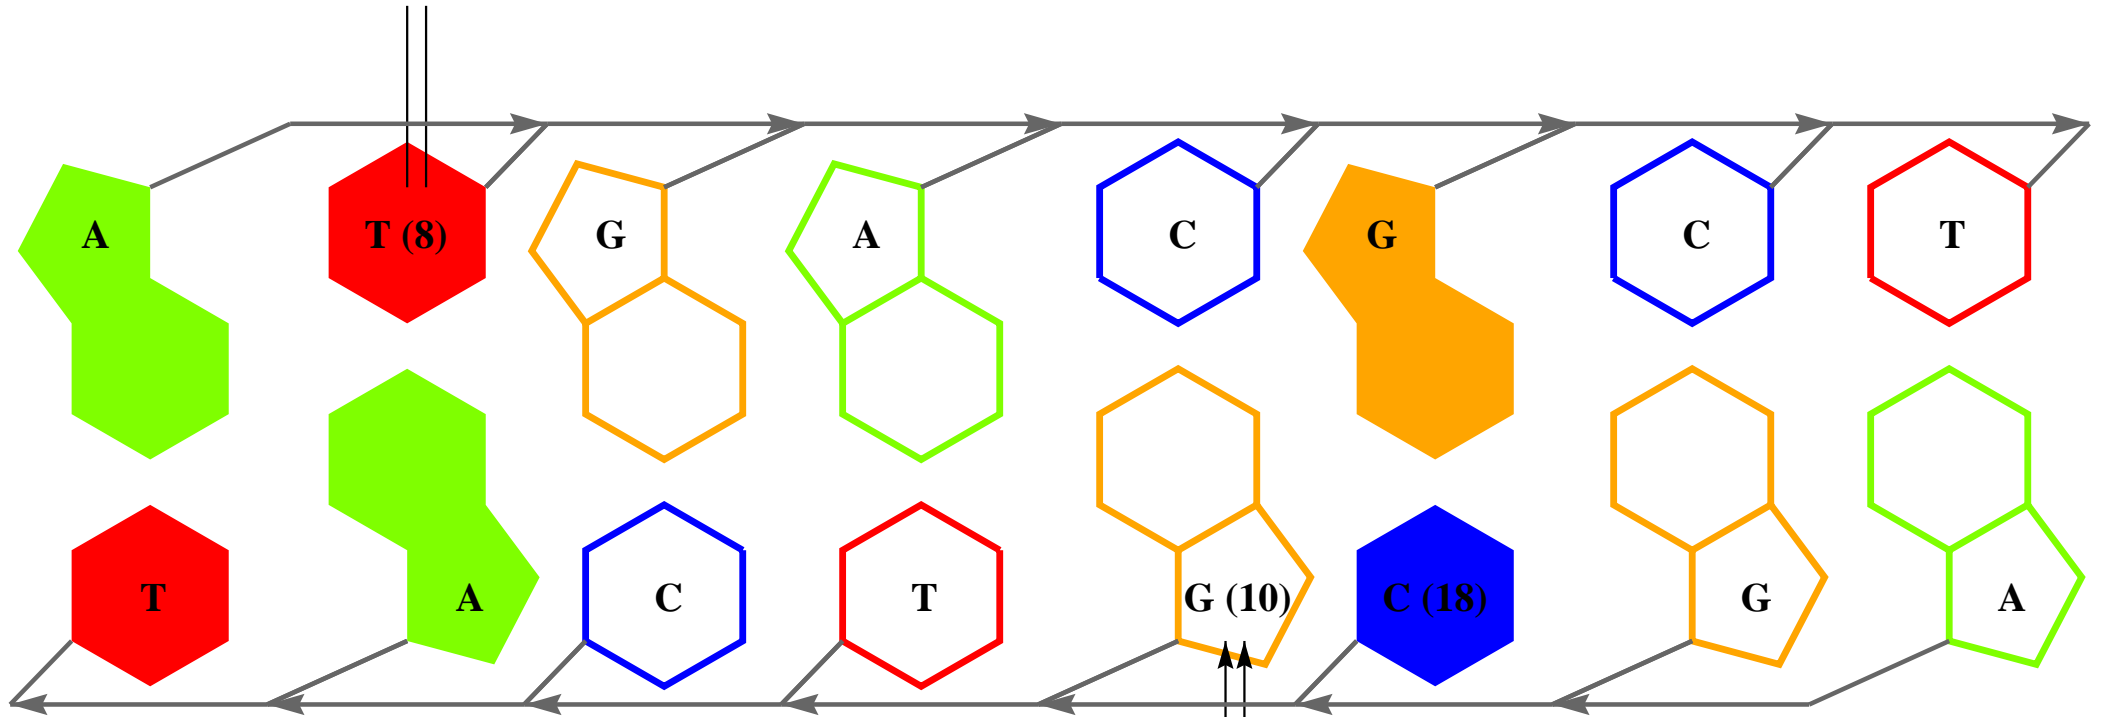 A T (8) G A C G C T
T A C T G (10) C (18) G A